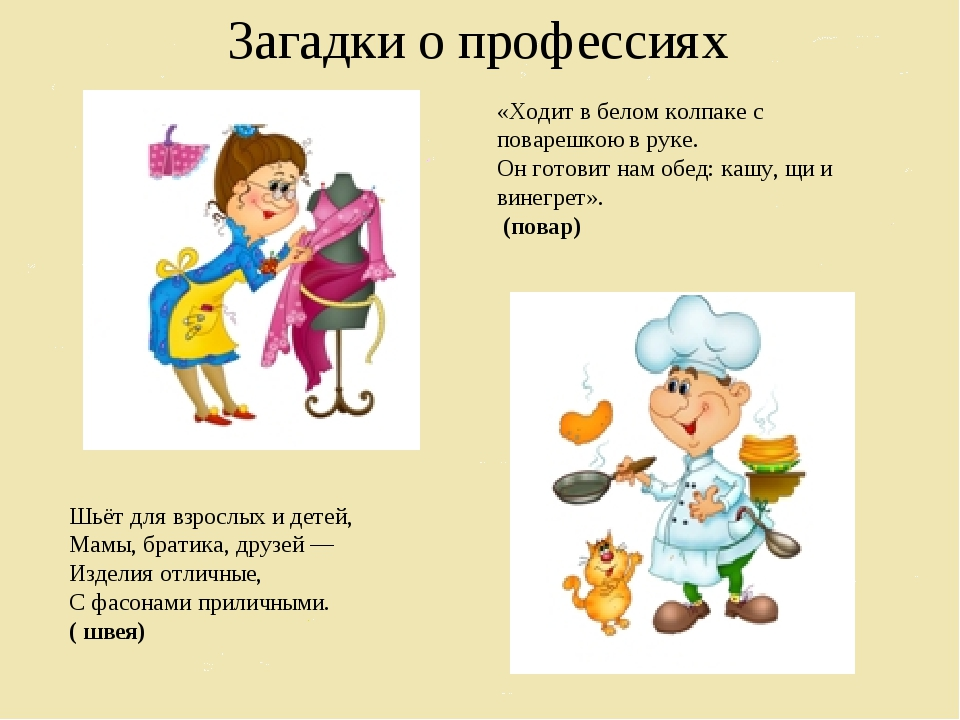 Загадки о профессиях
«Ходит в белом колпаке с
поварешкою в руке.
Он готовит нам обед: кашу, щи и
винегрет».
(повар)
Шьёт для взрослых и детей,
Мамы, братика, друзей —
Изделия отличные,
С фасонами приличными.
( швея)